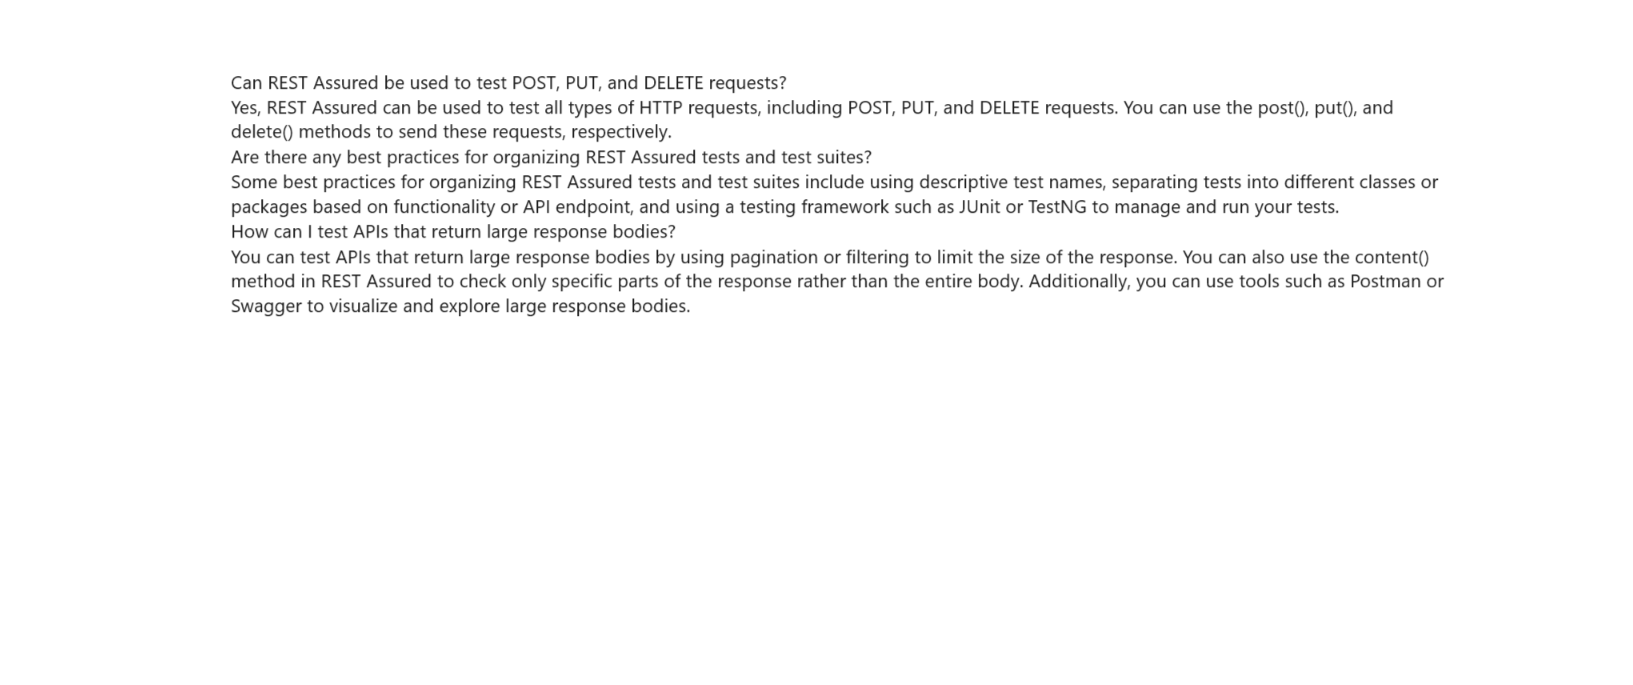 Can REST Assured be used to test POST, PUT, and DELETE requests?
Yes, REST Assured can be used to test all types of HTTP requests, including POST, PUT, and DELETE requests. You can use the post(), put(), and
delete() methods to send these requests, respectively.
Are there any best practices for organizing REST Assured tests and test suites?
Some best practices for organizing REST Assured tests and test suites include using descriptive test names, separating tests into different classes or
packages based on functionality or API endpoint, and using a testing framework such as JUnit or TestNG to manage and run your tests.
How can I test APIs that return large response bodies?
You can test APIs that return large response bodies by using pagination or filtering to limit the size of the response. You can also use the content()
method in REST Assured to check only specific parts of the response rather than the entire body. Additionally, you can use tools such as Postman or
Swagger to visualize and explore large response bodies.